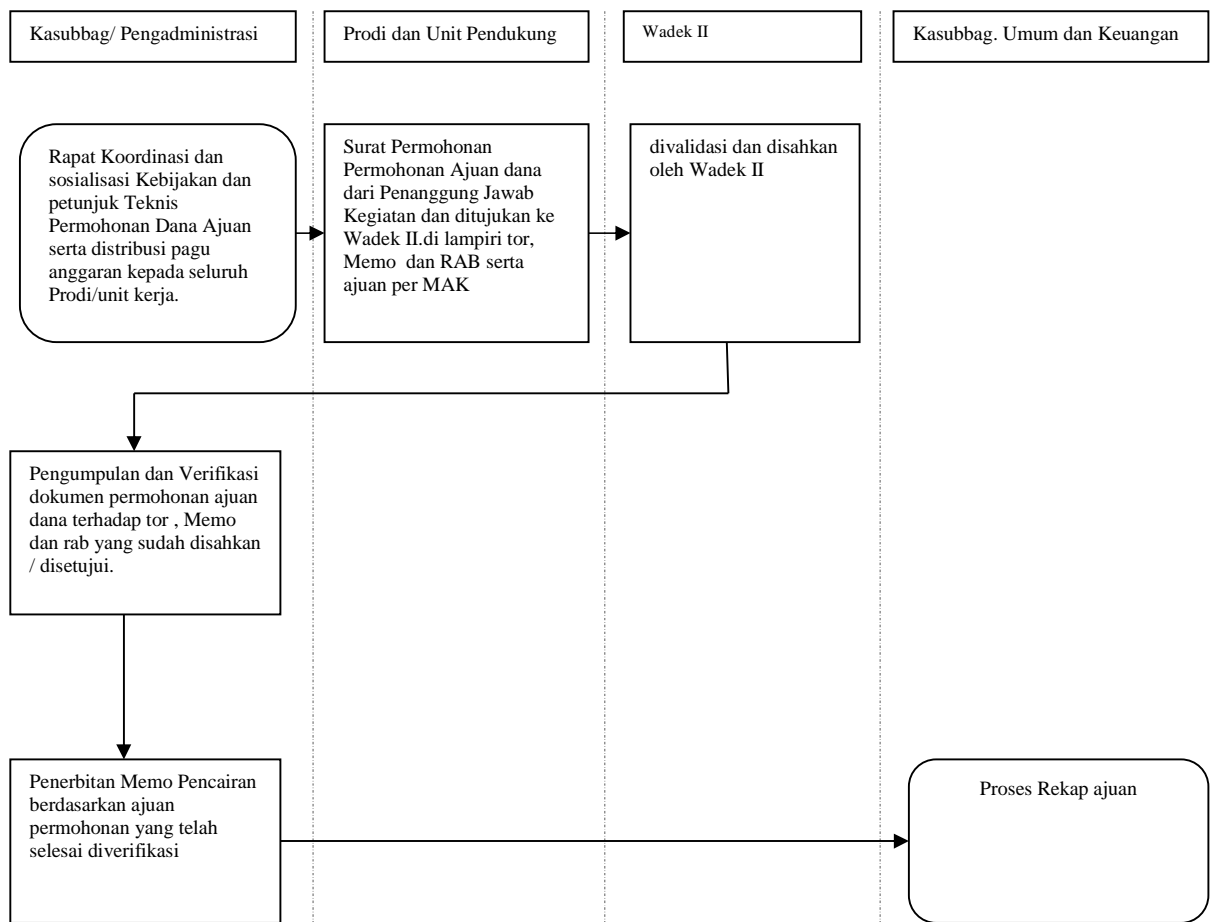 Kasubbag/ Pengadministrasi
Prodi dan Unit Pendukung
Wadek II
Kasubbag. Umum dan Keuangan
Rapat Koordinasi dan
sosialisasi Kebijakan dan
petunjuk Teknis
Permohonan Dana Ajuan
serta distribusi pagu
anggaran kepada seluruh
Prodi/unit kerja.
Surat Permohonan
Permohonan Ajuan dana
dari Penanggung Jawab
Kegiatan dan ditujukan ke
Wadek II.di lampiri tor,
Memo dan RAB serta
ajuan per MAK
divalidasi dan disahkan
oleh Wadek II
Pengumpulan dan Verifikasi
dokumen permohonan ajuan
dana terhadap tor , Memo
dan rab yang sudah disahkan
/ disetujui.
Penerbitan Memo Pencairan
berdasarkan ajuan
permohonan yang telah
selesai diverifikasi
Proses Rekap ajuan